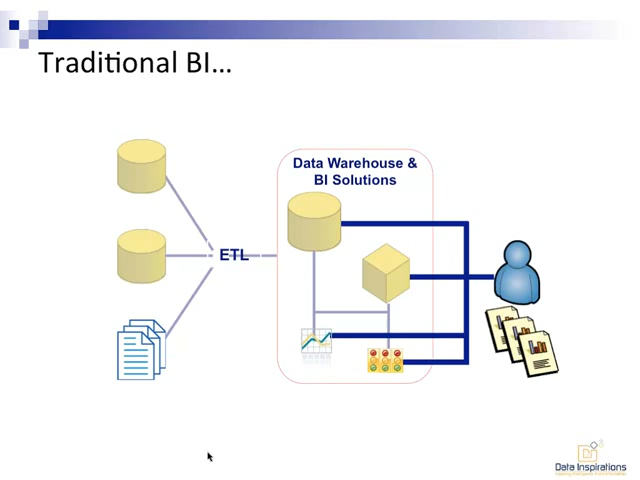 Traditional BI...
Data Warehouse &
BI Solutions
ETL
Data Inspirations